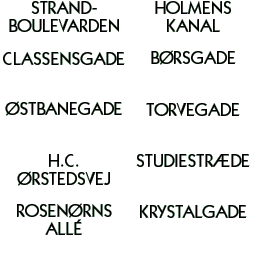 STRAND-
BOULEVARDEN
HOLMENS
KANAL
CLASSENSGADE
BØRSGADE
ØSTBANEGADE
TORVEGADE
H.C.
ØRSTEDSVEJ
STUDIESTRÆDE
ROSENØRNS
ALLÉ
KRYSTALGADE